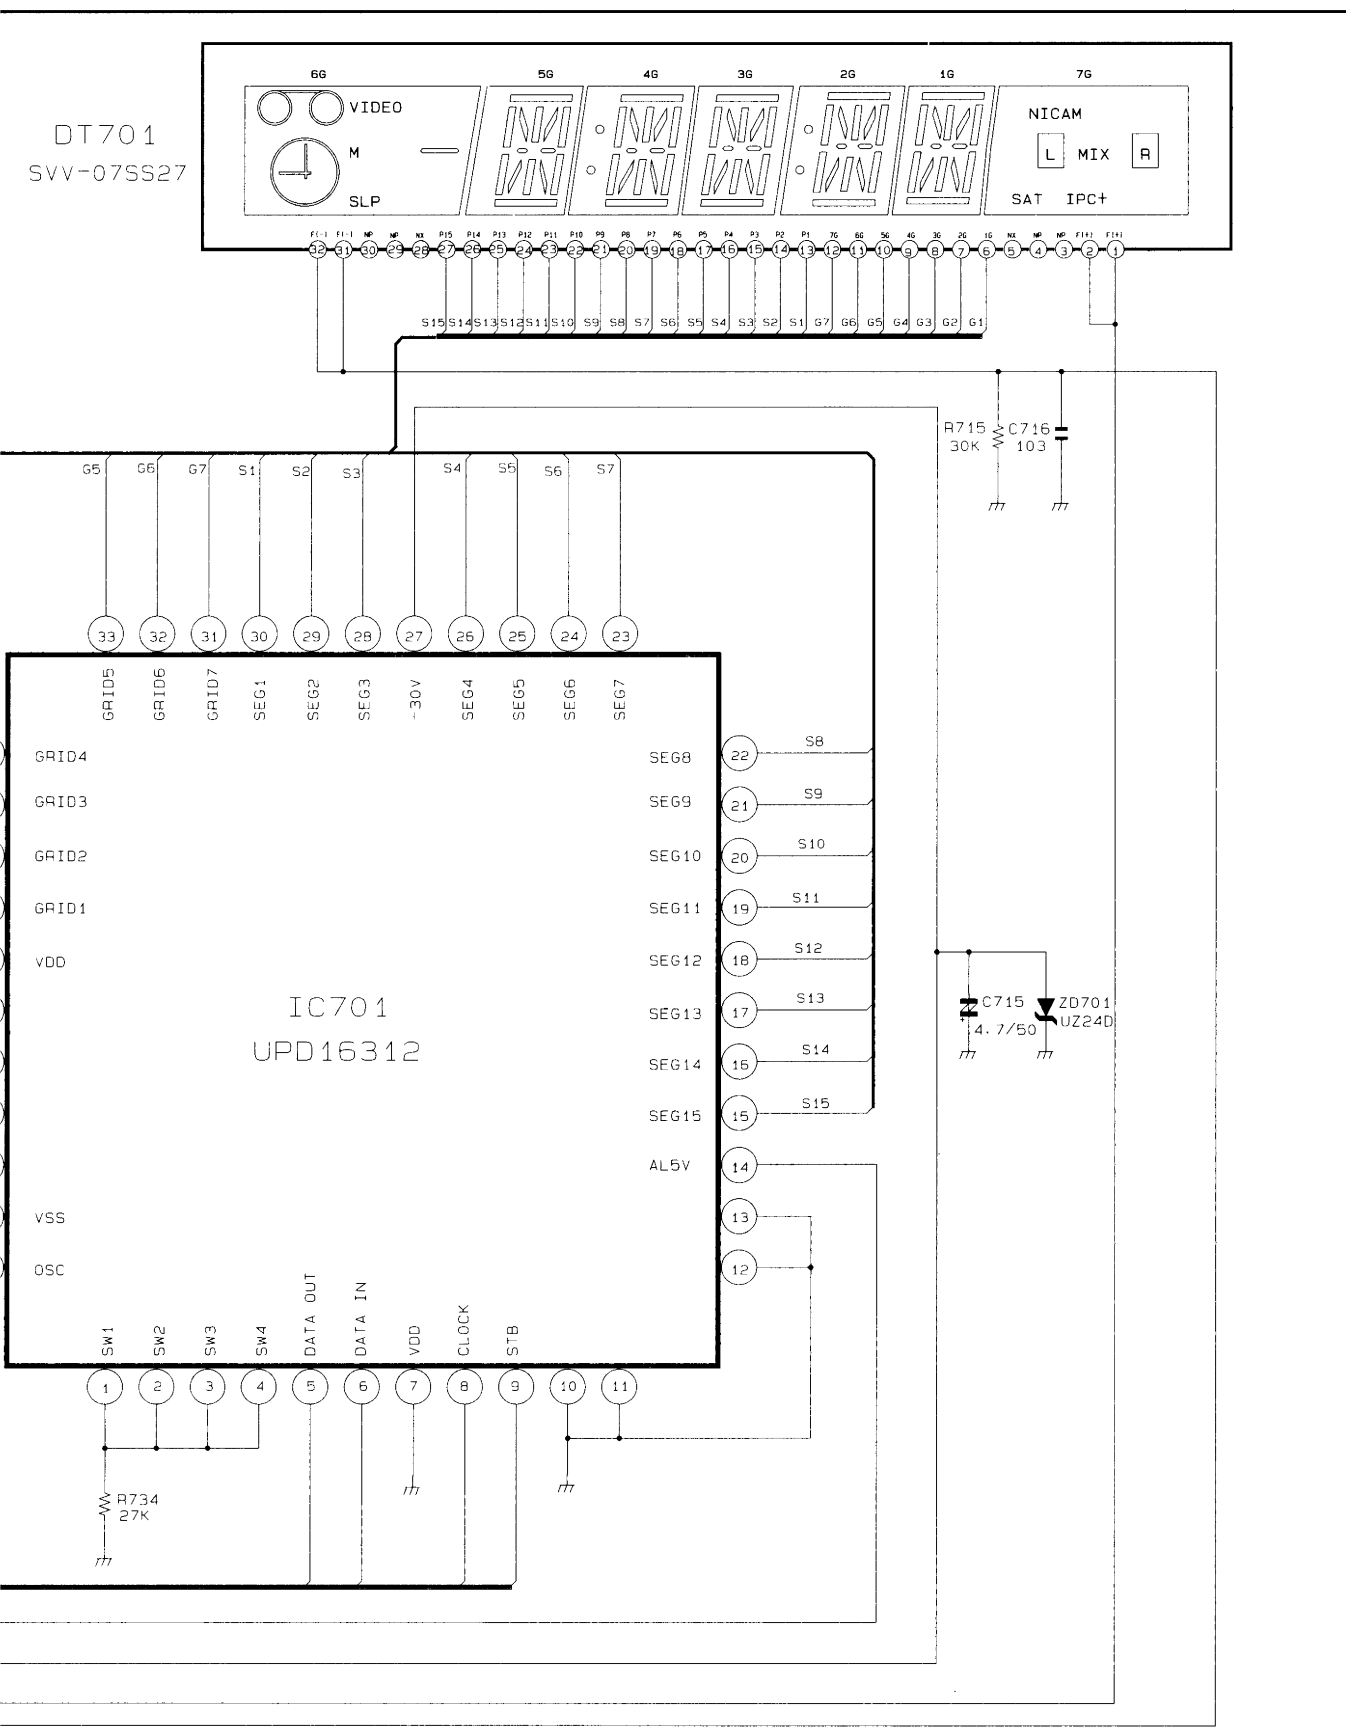 6G 5G 4G 3G 2G 1G 7G
VIDEO
NICAM
DT701
M
L MIX R
SVV-07SS27
SLP
SAT IPC+
F(-) F(-) NP NP NX P15 P14 P13 P12 P11 P10 P9 P8 P7 P6 P5 P4 P3 P2 P1 7G 6G 5G 4G 3G 2G 1G NX NP NP F(+) F(+)
32 31 30 29 28 27 26 25 24 23 22 21 20 19 18 17 16 15 14 13 12 11 10 9 8 7 6 5 4 3 2 1
S15 S14 S13 S12 S11 S10 S9 S8 S7 S6 S5 S4 S3 S2 S1 G7 G6 G5 G4 G3 G2 G1
R715 C716
30K 103
G5 G6 G7 S1 S2 S3 S4 S5 S6 S7
33 32 31 30 29 28 27 26 25 24 23
GRID5 GRID6 GRID7 SEG1 SEG2 SEG3 -30V SEG4 SEG5 SEG6 SEG7
GRID4 SEG8 22 S8
GRID3 SEG9 21 S9
GRID2 SEG10 20 S10
GRID1 SEG11 19 S11
VDD SEG12 18 S12
IC701 SEG13 17 S13
C715 ZD701
4.7/50 UZ24D
UPD16312 SEG14 16 S14
SEG15 15 S15
AL5V 14
VSS 13
OSC 12
SW1 SW2 SW3 SW4 DATA OUT DATA IN VDD CLOCK STB
1 2 3 4 5 6 7 8 9 10 11
R734
27K